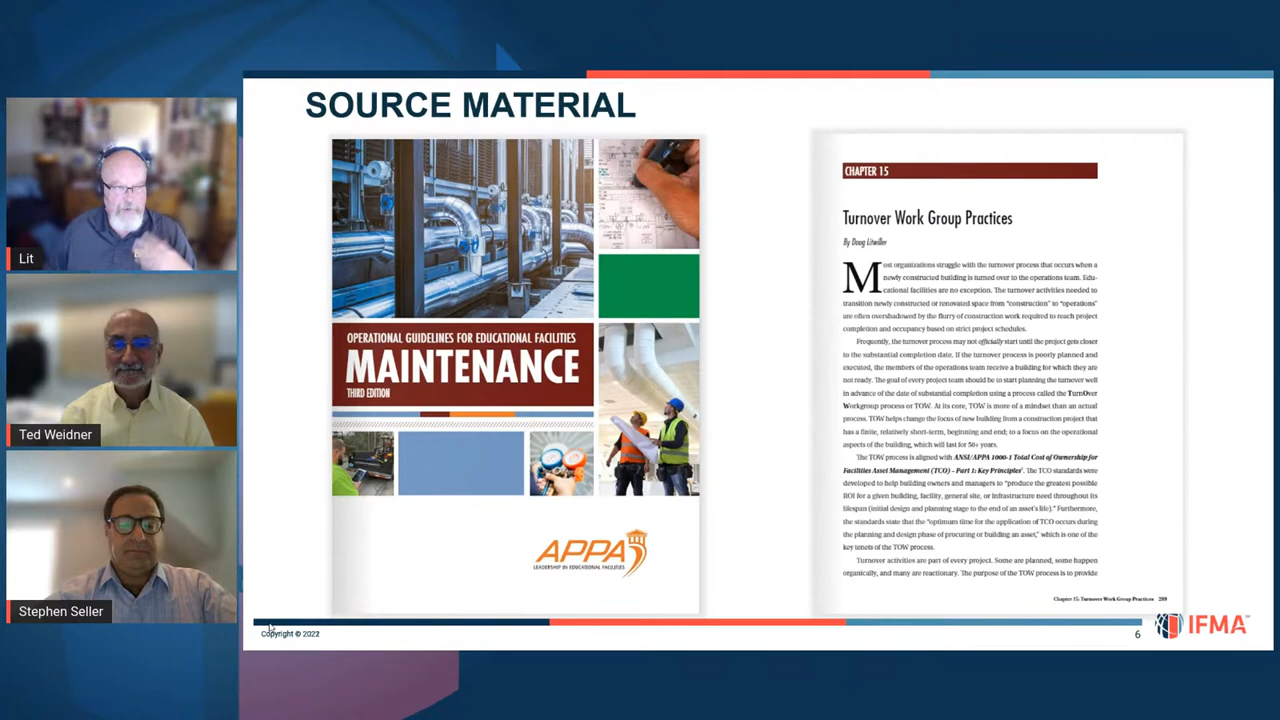 SOURCE MATERIAL
Lit
Ted Weidner
Stephen Seller
OPERATIONAL GUIDELINES FOR EDUCATIONAL FACILITIES
MAINTENANCE
THIRD EDITION
APPA
LEADERSHIP IN EDUCATIONAL FACILITIES
CHAPTER 15
Turnover Work Group Practices
By Doug Litwiller
Most organizations struggle with the turnover process that occurs when a
newly constructed building is turned over to the operations team. Edu-
cational facilities are no exception. The turnover activities needed to
transition newly constructed or renovated space from “construction” to “operations”
are often overshadowed by the flurry of construction work required to reach project
completion and occupancy based on strict project schedules.
Frequently, the turnover process may not officially start until the project gets closer
to the substantial completion date. If the turnover process is poorly planned and
executed, the members of the operations team receive a building for which they are
not ready. The goal of every project team should be to start planning the turnover well
in advance of the date of substantial completion using a process called the TurnOver
Workgroup process or TOW. At its core, TOW is more of a mindset than an actual
process. TOW helps change the focus of new building from a construction project that
has a finite, relatively short-term, beginning and end; to a focus on the operational
aspects of the building, which will last for 50+ years.
The TOW process is aligned with ANSI/APPA 1000-1 Total Cost of Ownership for
Facilities Asset Management (TCO) – Part 1: Key Principles¹. The TCO standards were
developed to help building owners and managers to “produce the greatest possible
ROI for a given building, facility, general site, or infrastructure need throughout its
lifespan (initial design and planning stage to the end of an asset's life).” Furthermore,
the standards state that the “optimum time for the application of TCO occurs during
the planning and design phase of procuring or building an asset,” which is one of the
key tenets of the TOW process.
Turnover activities are part of every project. Some are planned, some happen
organically, and many are reactionary. The purpose of the TOW process is to provide
Chapter 15: Turnover Work Group Practices 289
Copyright © 2022
6
IFMA